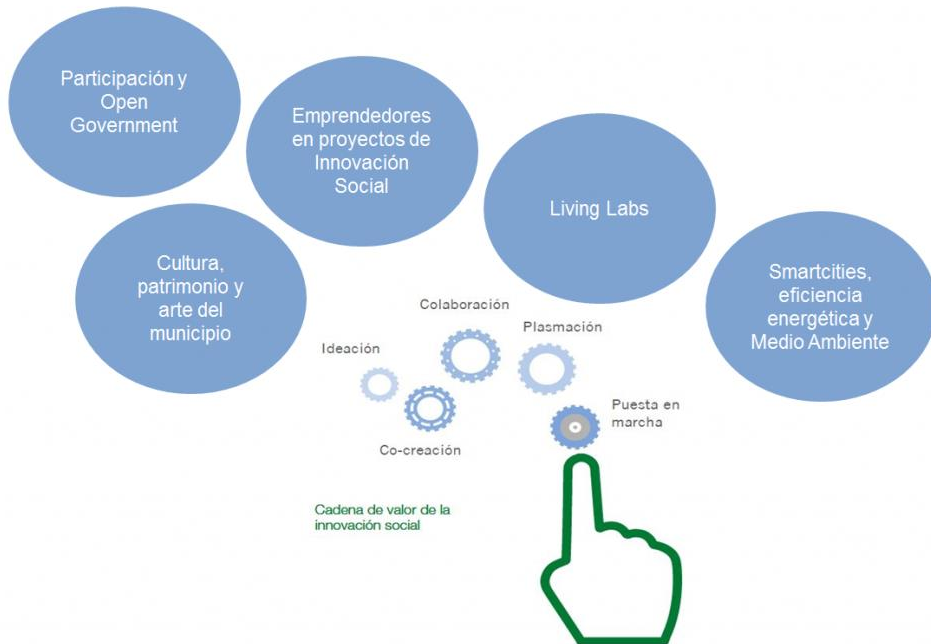 Participación y
Open
Government
Emprendedores
en proyectos de
Innovación
Social
Living Labs
Cultura,
patrimonio y
arte del
municipio
Smartcities,
eficiencia
energética y
Medio Ambiente
Colaboración
Plasmación
Ideación
Puesta en
marcha
Co-creación
Cadena de valor de la
innovación social